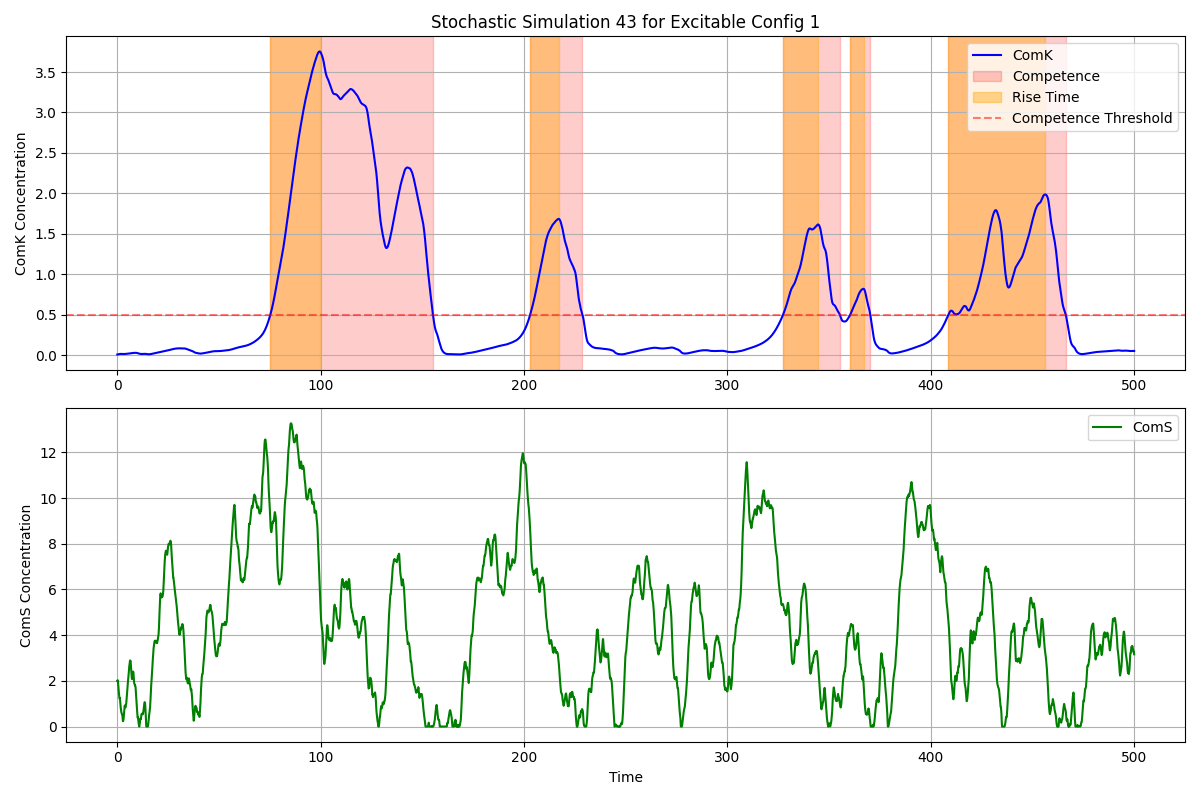 Stochastic Simulation 43 for Excitable Config 1
ComK Concentration
3.5
3.0
2.5
2.0
1.5
1.0
0.5
0.0
ComK
Competence
Rise Time
Competence Threshold
0 100 200 300 400 500
ComS Concentration
12
10
8
6
4
2
0
ComS
0 100 200 300 400 500
Time